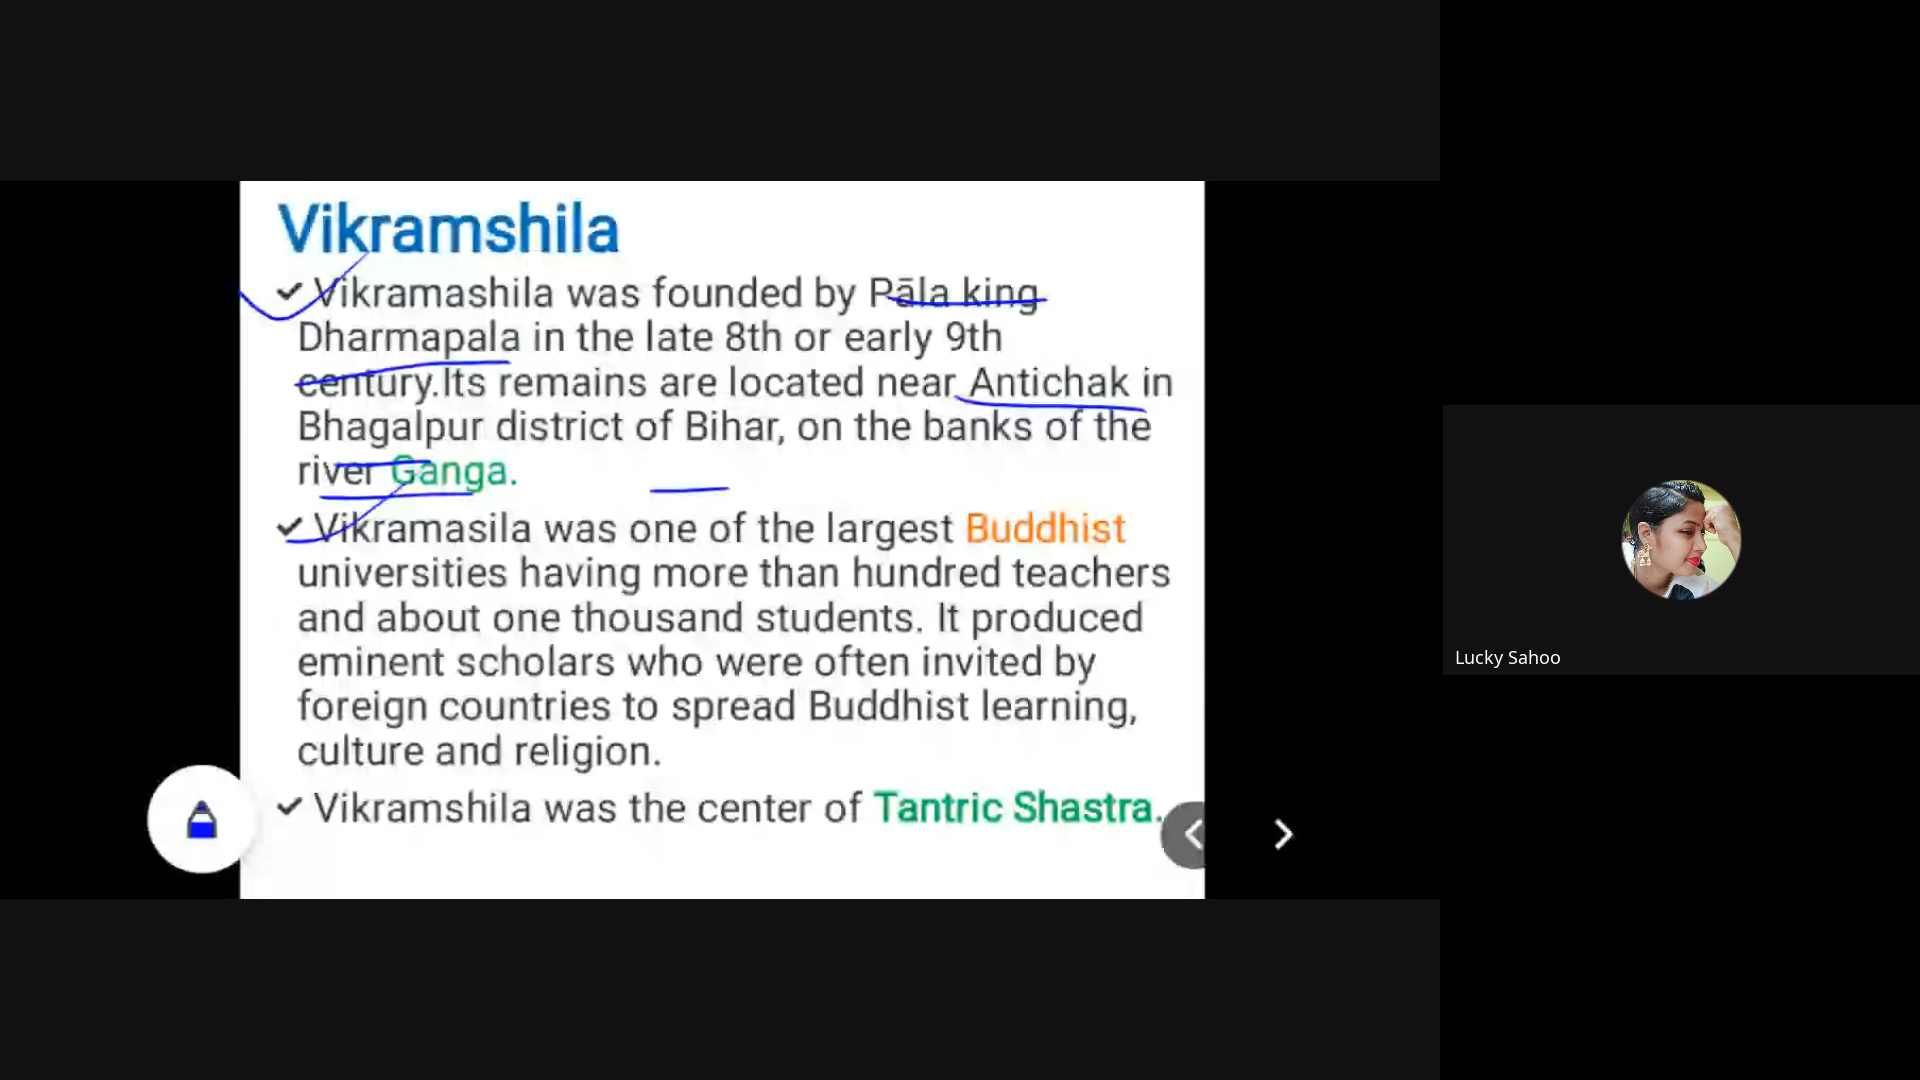 Vikramshila
✔ Vikramashila was founded by Pāla king
Dharmapala in the late 8th or early 9th
century.Its remains are located near Antichak in
Bhagalpur district of Bihar, on the banks of the
river Ganga.
✔ Vikramasila was one of the largest Buddhist
universities having more than hundred teachers
and about one thousand students. It produced
eminent scholars who were often invited by
foreign countries to spread Buddhist learning,
culture and religion.
✔ Vikramshila was the center of Tantric Shastra.
Lucky Sahoo